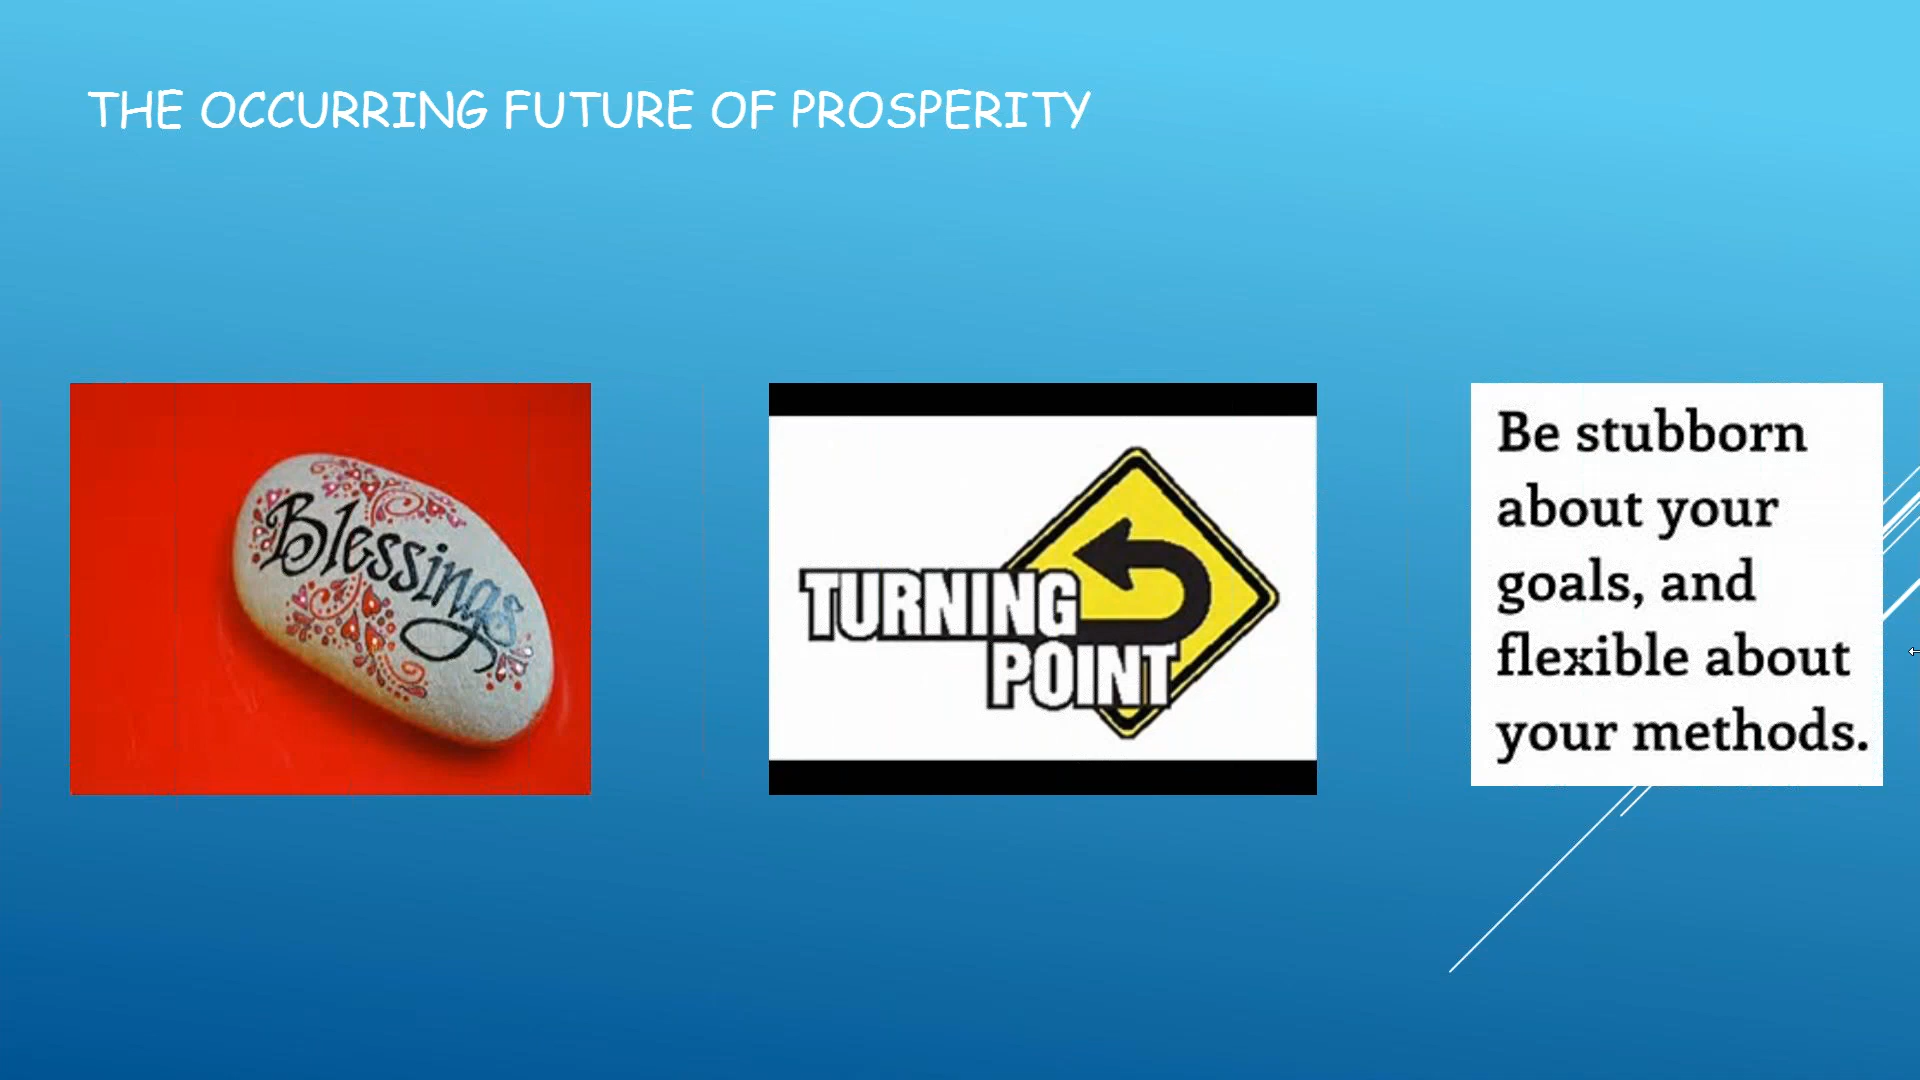 THE OCCURRING FUTURE OF PROSPERITY
Blessings
TURNING
POINT
Be stubborn
about your
goals, and
flexible about
your methods.